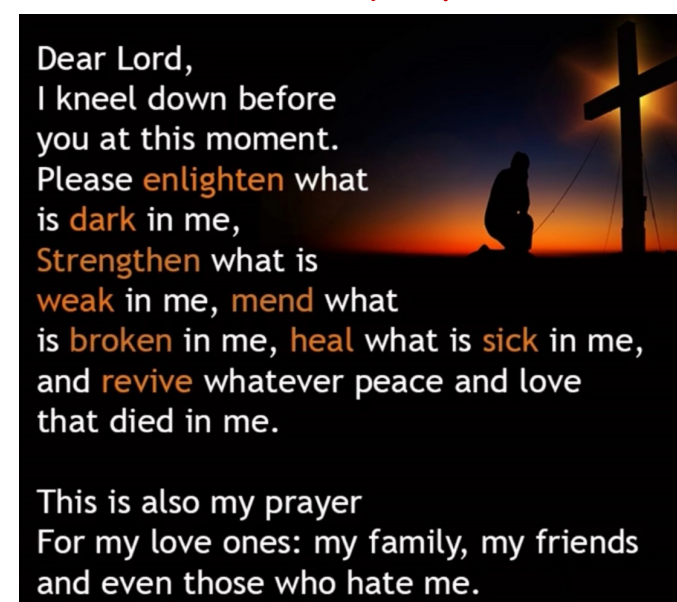 Dear Lord,
I kneel down before
you at this moment.
Please enlighten what
is dark in me,
Strengthen what is
weak in me, mend what
is broken in me, heal what is sick in me,
and revive whatever peace and love
that died in me.
This is also my prayer
For my love ones: my family, my friends
and even those who hate me.